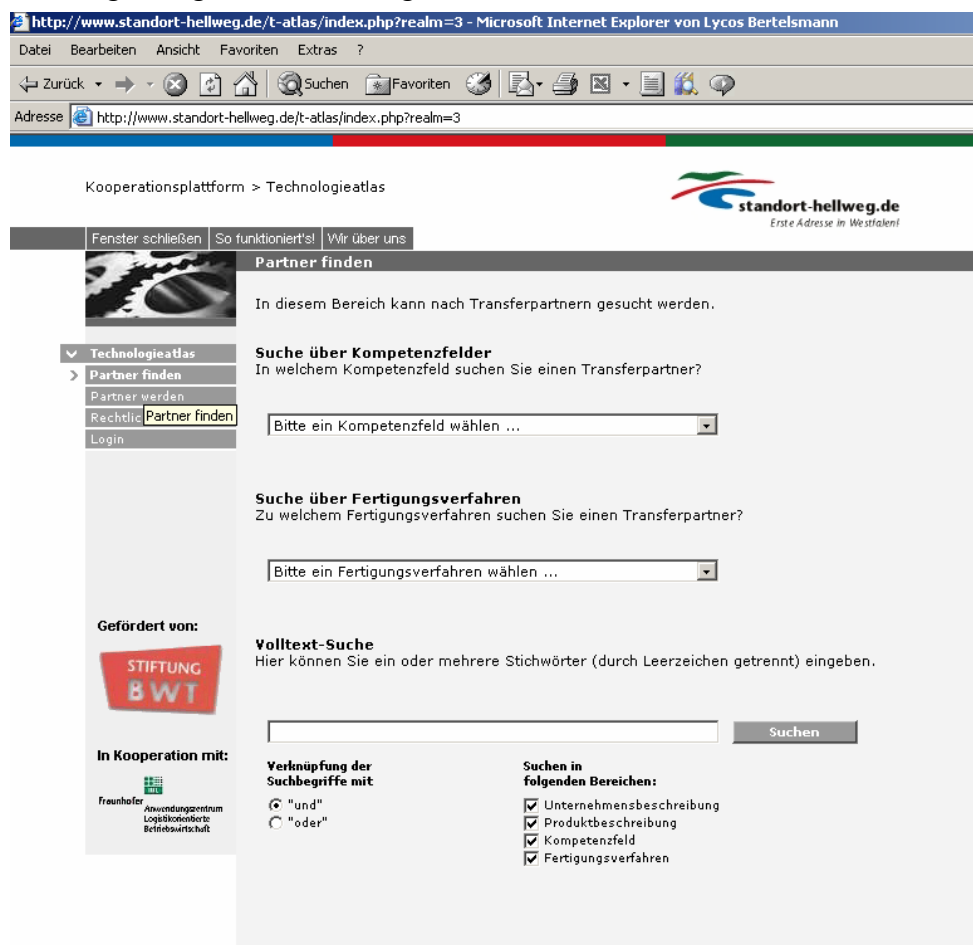 http://www.standort-hellweg.de/t-atlas/index.php?realm=3 - Microsoft Internet Explorer von Lycos Bertelsmann
Datei Bearbeiten Ansicht Favoriten Extras ?
Zurück Suchen Favoriten
Adresse http://www.standort-hellweg.de/t-atlas/index.php?realm=3
Kooperationsplattform > Technologieatlas
standort-hellweg.de
Erste Adresse in Westfalen!
Fenster schließen So funktioniert's! Wir über uns
Partner finden
In diesem Bereich kann nach Transferpartnern gesucht werden.
Technologieatlas
Partner finden
Partner werden
Rechtlic Partner finden
Login
Suche über Kompetenzfelder
In welchem Kompetenzfeld suchen Sie einen Transferpartner?
Bitte ein Kompetenzfeld wählen ...
Suche über Fertigungsverfahren
Zu welchem Fertigungsverfahren suchen Sie einen Transferpartner?
Bitte ein Fertigungsverfahren wählen ...
Gefördert von:
STIFTUNG
BWT
In Kooperation mit:
Fraunhofer
Anwendungszentrum
Logistikorientierte
Betriebswirtschaft
Volltext-Suche
Hier können Sie ein oder mehrere Stichwörter (durch Leerzeichen getrennt) eingeben.
Suchen
Verknüpfung der
Suchbegriffe mit
"und"
"oder"
Suchen in
folgenden Bereichen:
Unternehmensbeschreibung
Produktbeschreibung
Kompetenzfeld
Fertigungsverfahren